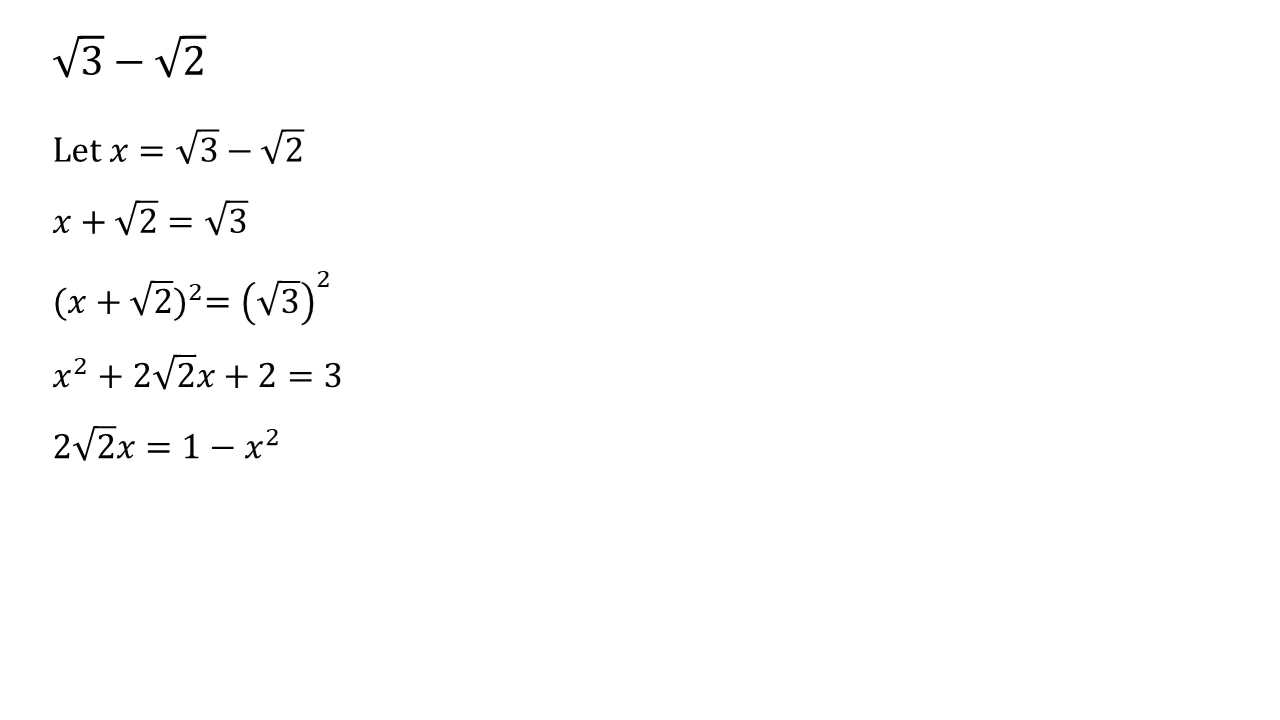 √3 − √2
Let x = √3 − √2
x + √2 = √3
(x + √2)²= (√3)²
x² + 2√2x + 2 = 3
2√2x = 1 − x²